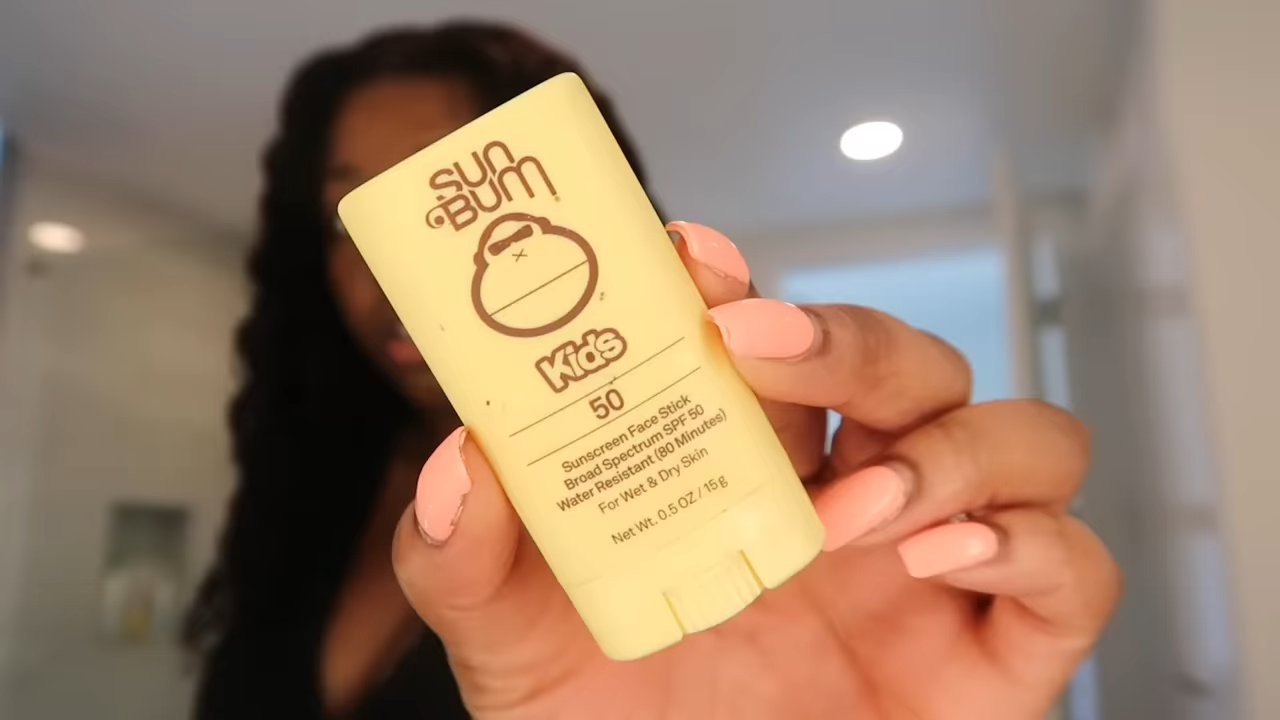 sun
BUM
Kids
50
Sunscreen Face Stick
Broad Spectrum SPF 50
Water Resistant (80 Minutes)
For Wet & Dry Skin
Net Wt. 0.5 OZ / 15 g